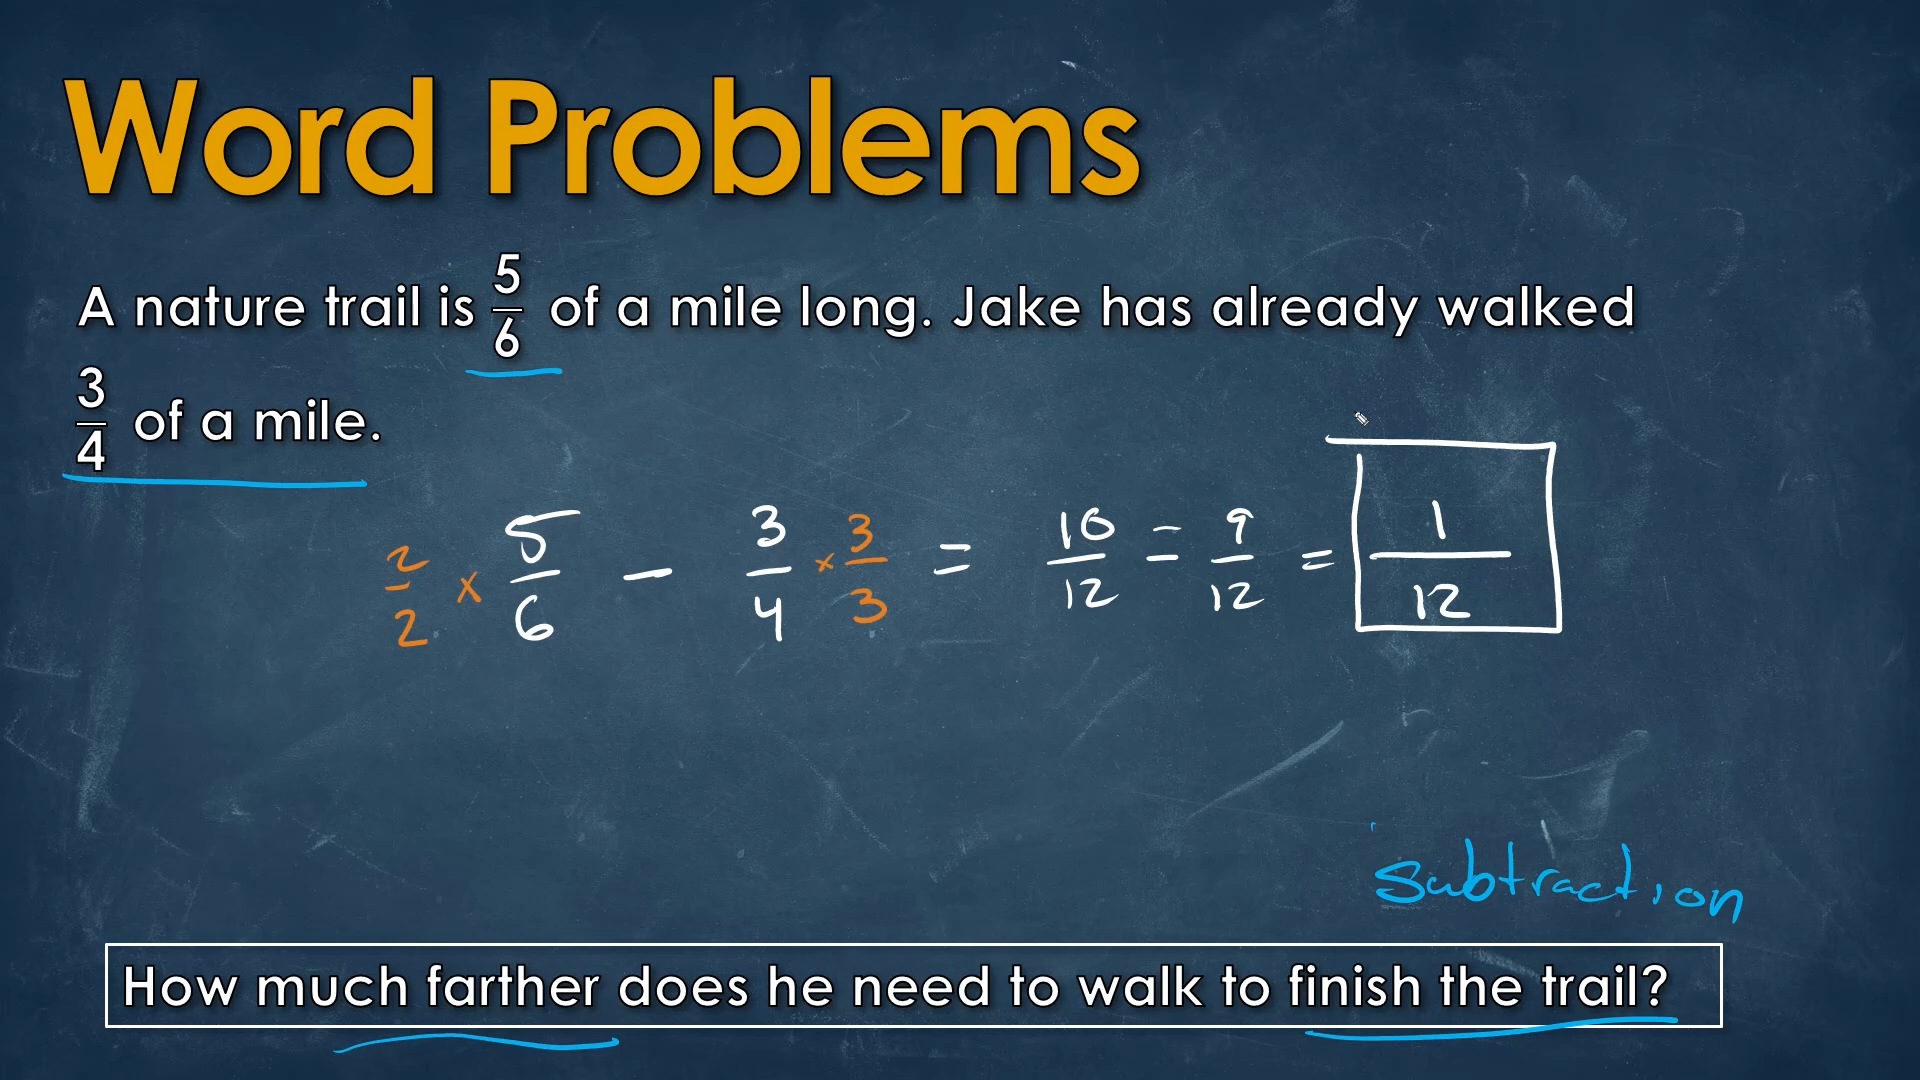 Word Problems
A nature trail is 5/6 of a mile long. Jake has already walked
3/4 of a mile.
2/2 × 5/6 − 3/4 × 3/3 = 10/12 = 9/12 = 1/12
subtraction
How much farther does he need to walk to finish the trail?